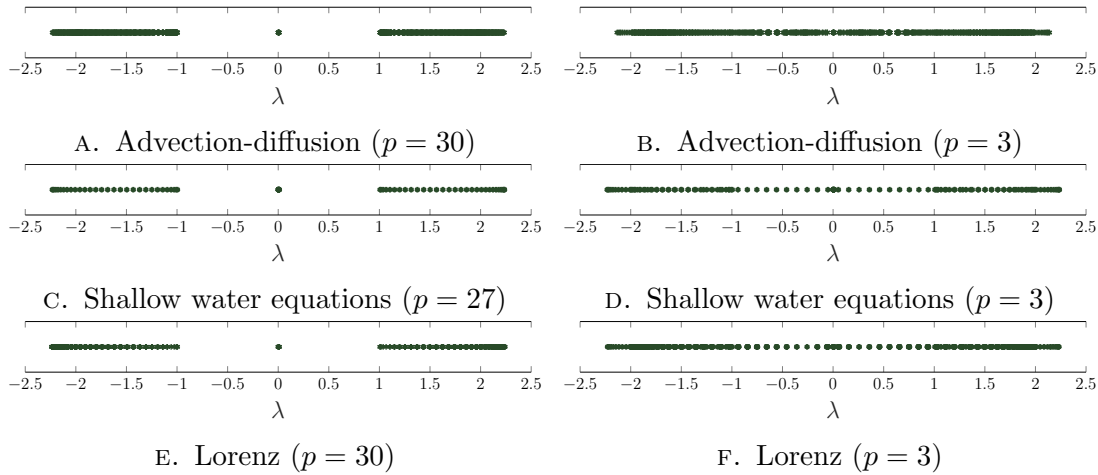 −2.5 −2 −1.5 −1 −0.5 0 0.5 1 1.5 2 2.5
λ
A. Advection-diffusion (p = 30)
−2.5 −2 −1.5 −1 −0.5 0 0.5 1 1.5 2 2.5
λ
B. Advection-diffusion (p = 3)
−2.5 −2 −1.5 −1 −0.5 0 0.5 1 1.5 2 2.5
λ
C. Shallow water equations (p = 27)
−2.5 −2 −1.5 −1 −0.5 0 0.5 1 1.5 2 2.5
λ
D. Shallow water equations (p = 3)
−2.5 −2 −1.5 −1 −0.5 0 0.5 1 1.5 2 2.5
λ
E. Lorenz (p = 30)
−2.5 −2 −1.5 −1 −0.5 0 0.5 1 1.5 2 2.5
λ
F. Lorenz (p = 3)